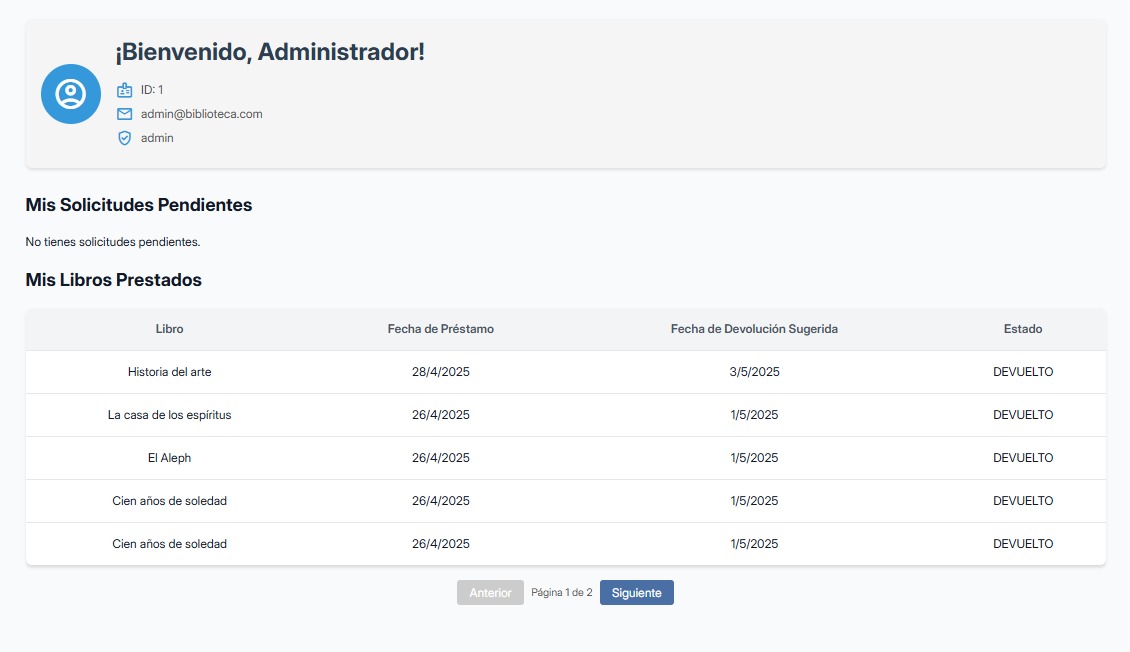 ¡Bienvenido, Administrador!
ID: 1
admin@biblioteca.com
admin
Mis Solicitudes Pendientes
No tienes solicitudes pendientes.
Mis Libros Prestados
Libro Fecha de Préstamo Fecha de Devolución Sugerida Estado
Historia del arte 28/4/2025 3/5/2025 DEVUELTO
La casa de los espíritus 26/4/2025 1/5/2025 DEVUELTO
El Aleph 26/4/2025 1/5/2025 DEVUELTO
Cien años de soledad 26/4/2025 1/5/2025 DEVUELTO
Cien años de soledad 26/4/2025 1/5/2025 DEVUELTO
Anterior Página 1 de 2 Siguiente